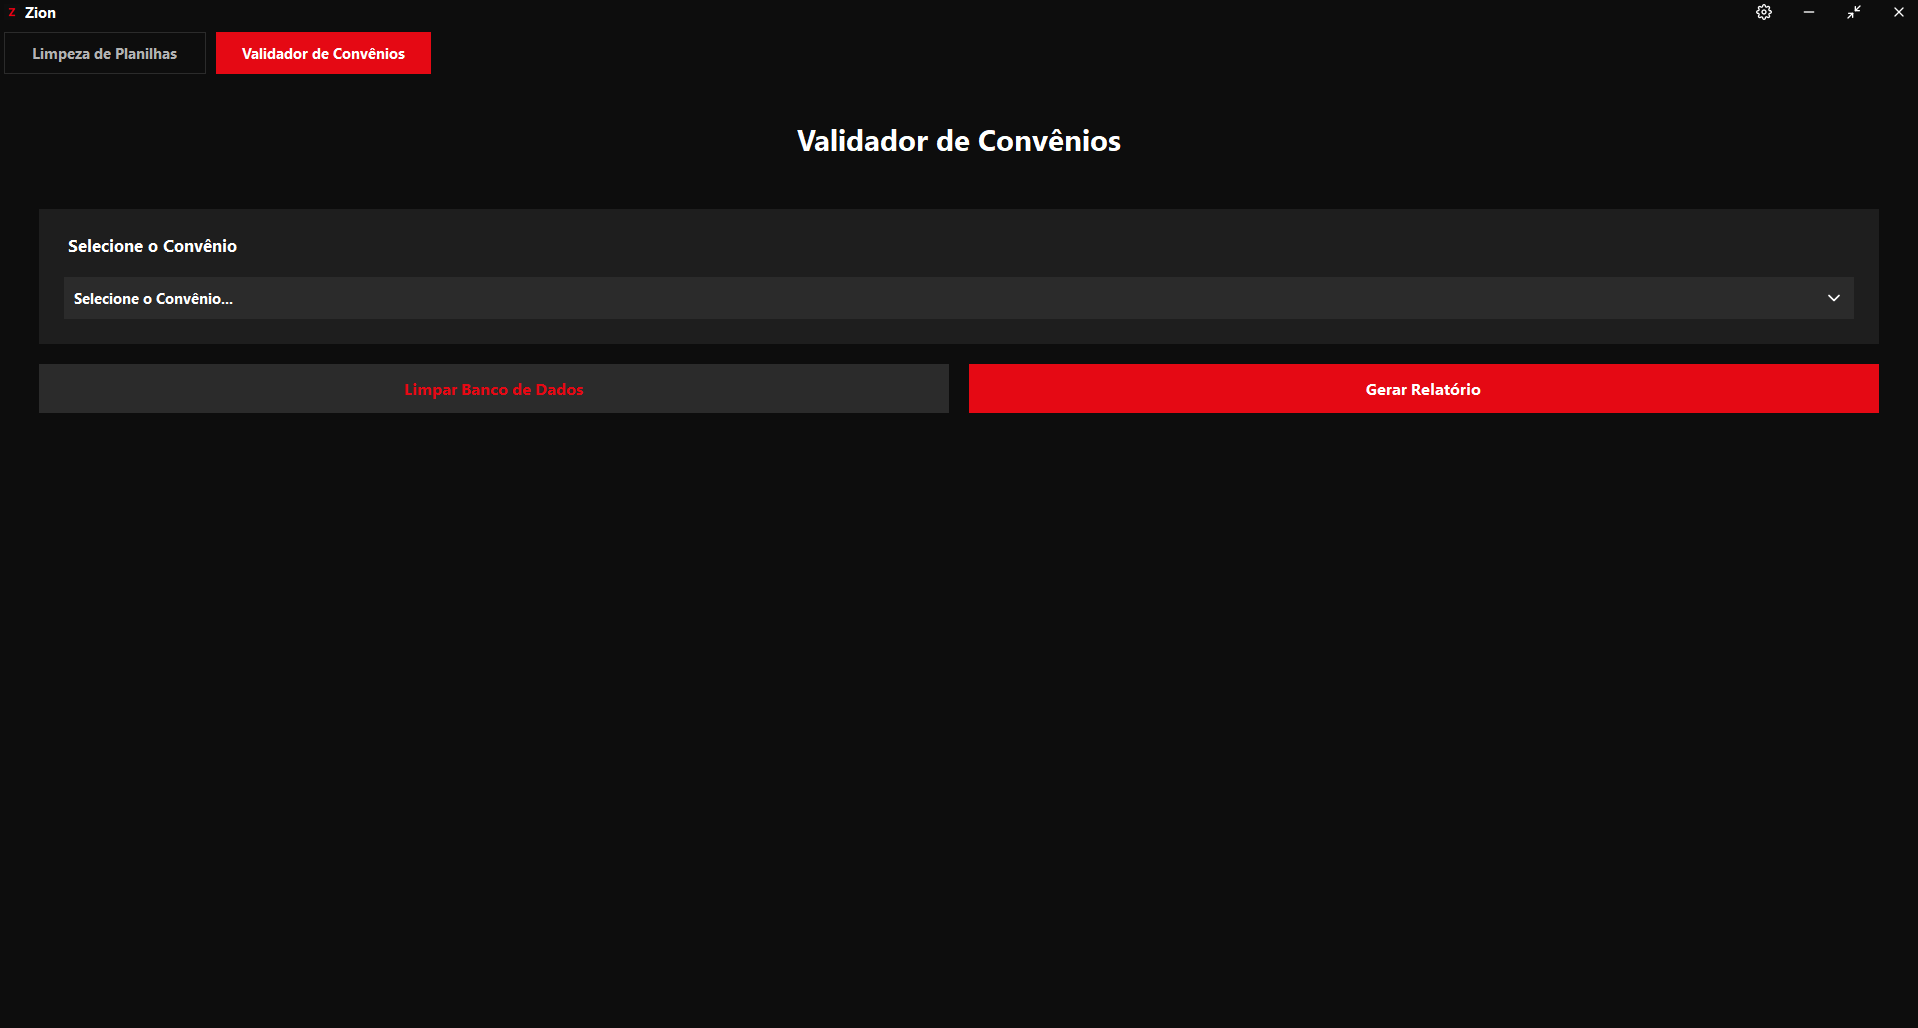 Z Zion
Limpeza de Planilhas
Validador de Convênios
Validador de Convênios
Selecione o Convênio
Selecione o Convênio...
Limpar Banco de Dados
Gerar Relatório